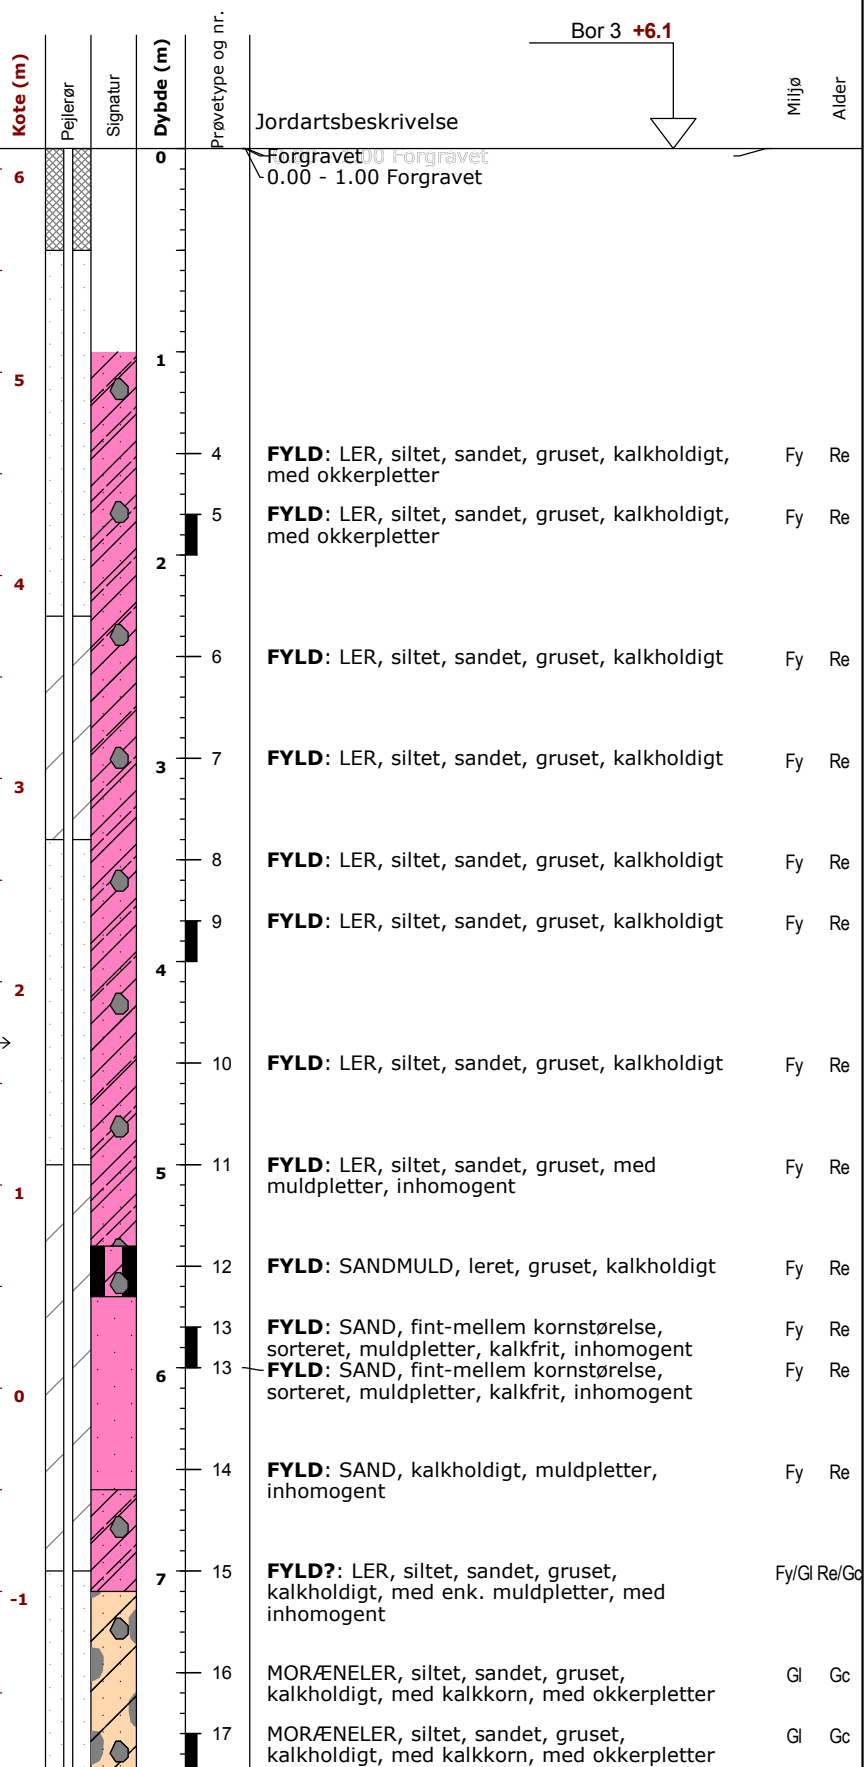 Bor 3 +6.1
Kote (m)
Pejlerør
Signatur
Dybde (m)
Prøvetype og nr.
Jordartsbeskrivelse
Miljø
Alder
0
Forgravet
0.00 - 1.00 Forgravet
0.00 - 1.00 Forgravet
6
1
5
4 FYLD: LER, siltet, sandet, gruset, kalkholdigt, Fy Re
med okkerpletter
5 FYLD: LER, siltet, sandet, gruset, kalkholdigt, Fy Re
med okkerpletter
2
4
6 FYLD: LER, siltet, sandet, gruset, kalkholdigt Fy Re
3 7 FYLD: LER, siltet, sandet, gruset, kalkholdigt Fy Re
3
8 FYLD: LER, siltet, sandet, gruset, kalkholdigt Fy Re
9 FYLD: LER, siltet, sandet, gruset, kalkholdigt Fy Re
4
2
10 FYLD: LER, siltet, sandet, gruset, kalkholdigt Fy Re
5 11 FYLD: LER, siltet, sandet, gruset, med Fy Re
muldpletter, inhomogent
1
12 FYLD: SANDMULD, leret, gruset, kalkholdigt Fy Re
13 FYLD: SAND, fint-mellem kornstørelse, Fy Re
sorteret, muldpletter, kalkfrit, inhomogent
6 13 FYLD: SAND, fint-mellem kornstørelse, Fy Re
sorteret, muldpletter, kalkfrit, inhomogent
0
14 FYLD: SAND, kalkholdigt, muldpletter, Fy Re
inhomogent
7 15 FYLD?: LER, siltet, sandet, gruset, Fy/Gl Re/Gc
kalkholdigt, med enk. muldpletter, med
inhomogent
-1
16 MORÆNELER, siltet, sandet, gruset, Gl Gc
kalkholdigt, med kalkkorn, med okkerpletter
17 MORÆNELER, siltet, sandet, gruset, Gl Gc
kalkholdigt, med kalkkorn, med okkerpletter